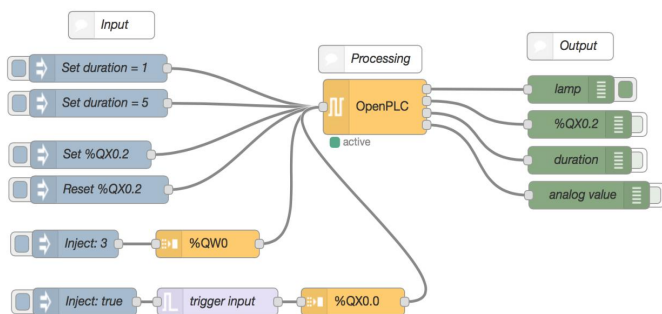 Input
Set duration = 1
Set duration = 5
Set %QX0.2
Reset %QX0.2
Inject: 3
%QW0
Inject: true
trigger input
%QX0.0
Processing
OpenPLC
active
Output
lamp
%QX0.2
duration
analog value